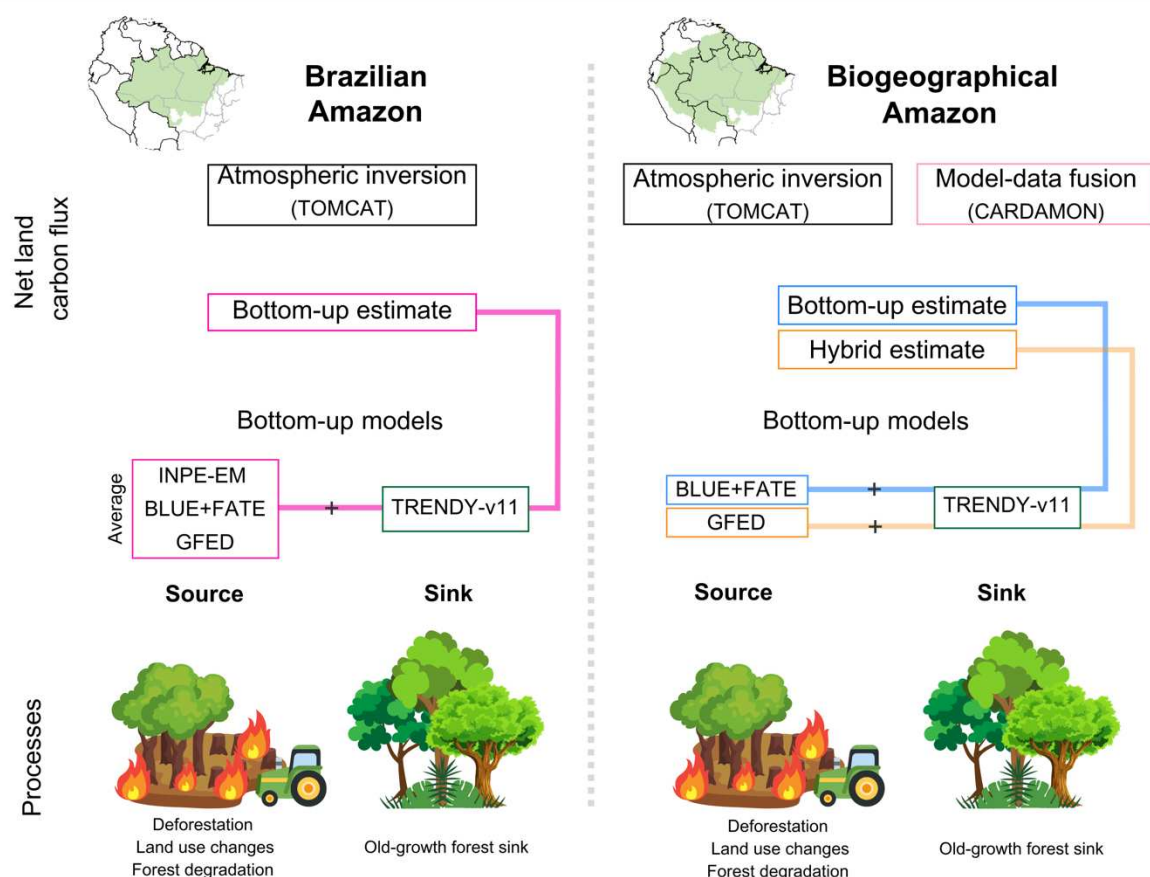 Brazilian
Amazon
Biogeographical
Amazon
Net land
carbon flux
Atmospheric inversion
(TOMCAT)
Atmospheric inversion
(TOMCAT)
Model-data fusion
(CARDAMON)
Bottom-up estimate
Bottom-up estimate
Hybrid estimate
Bottom-up models
Bottom-up models
Average
INPE-EM
BLUE+FATE
GFED
+
TRENDY-v11
BLUE+FATE
GFED
+
+
TRENDY-v11
Source
Sink
Source
Sink
Processes
Deforestation
Land use changes
Forest degradation
Old-growth forest sink
Deforestation
Land use changes
Forest degradation
Old-growth forest sink